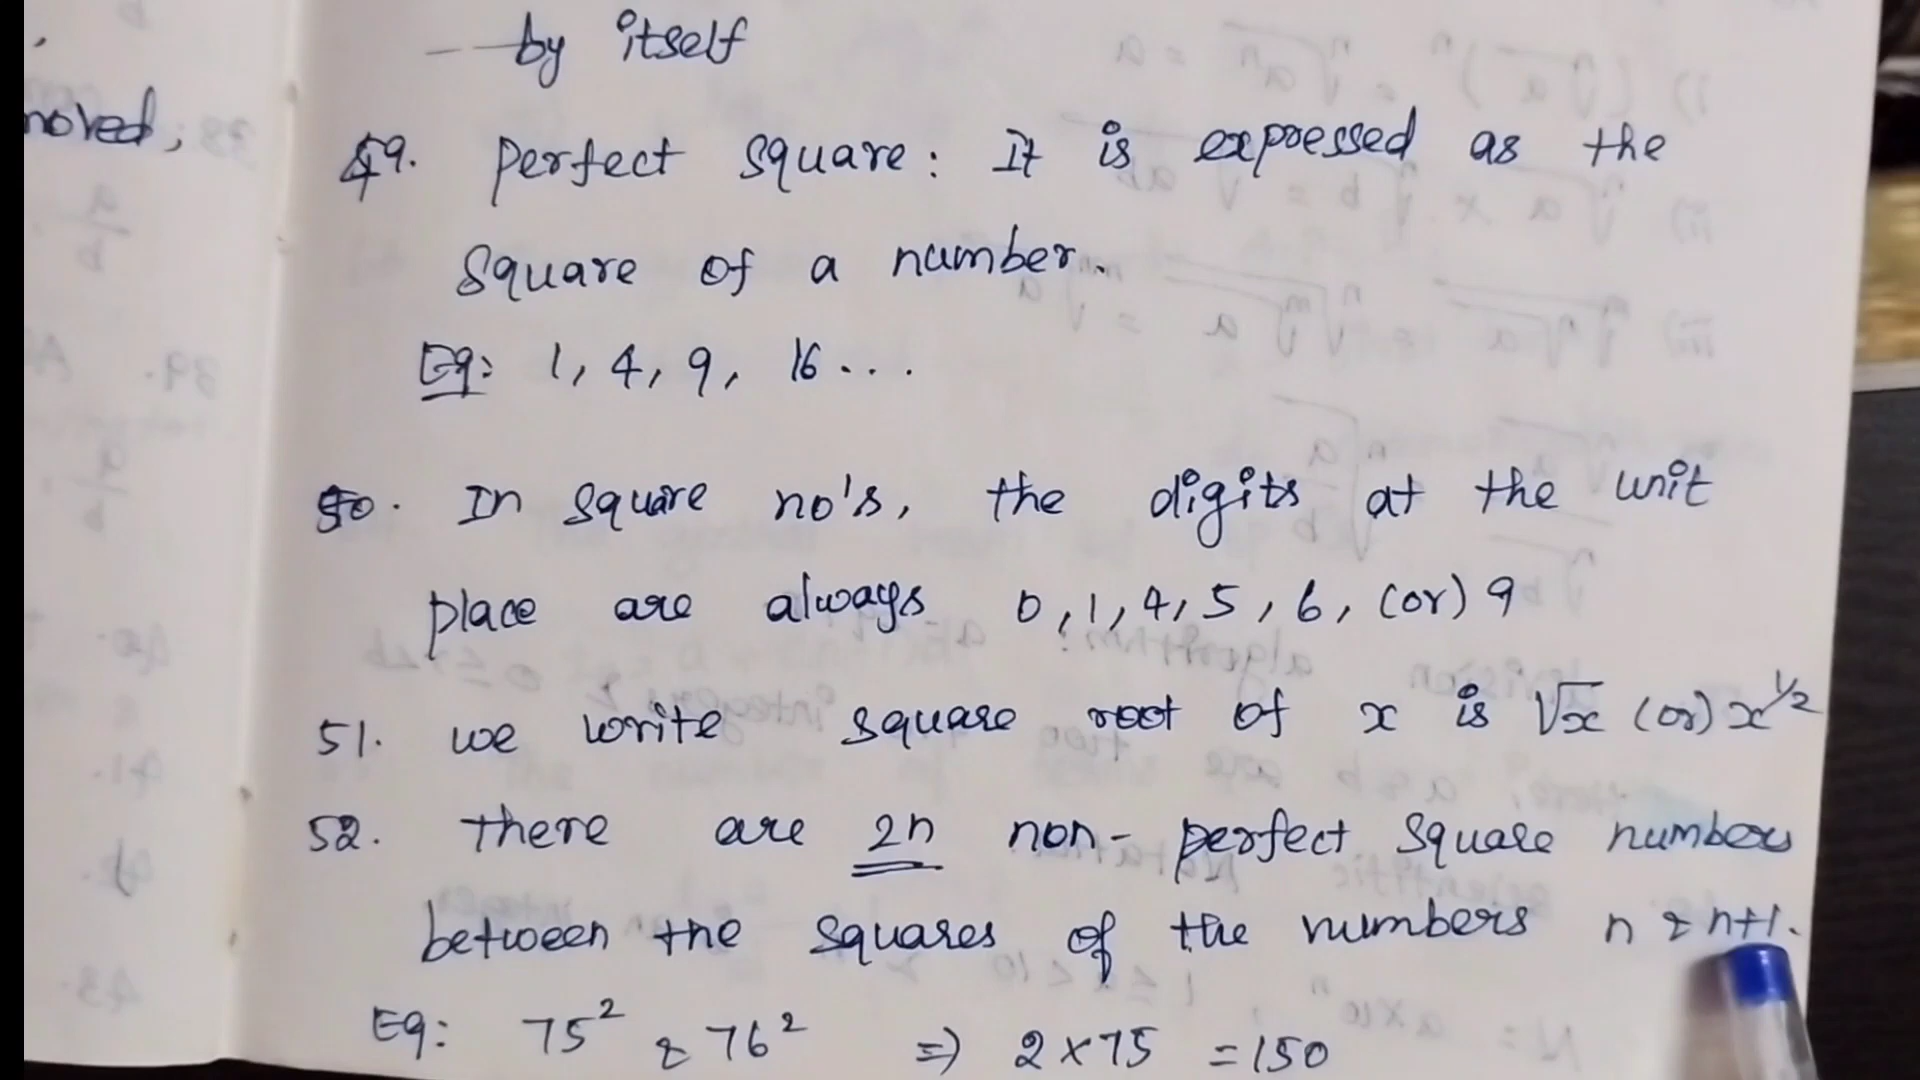 by itself
noved;
49. Perfect square: It is expressed as the
square of a number.
Eg: 1, 4, 9, 16...
50. In square no's, the digits at the unit
place are always 0, 1, 4, 5, 6, (or) 9
51. we write square root of x is √x (or) x^1/2
52. there are 2n non-perfect square numbers
between the squares of the numbers n & n+1.
Eg: 75² & 76² ⇒ 2×75 = 150